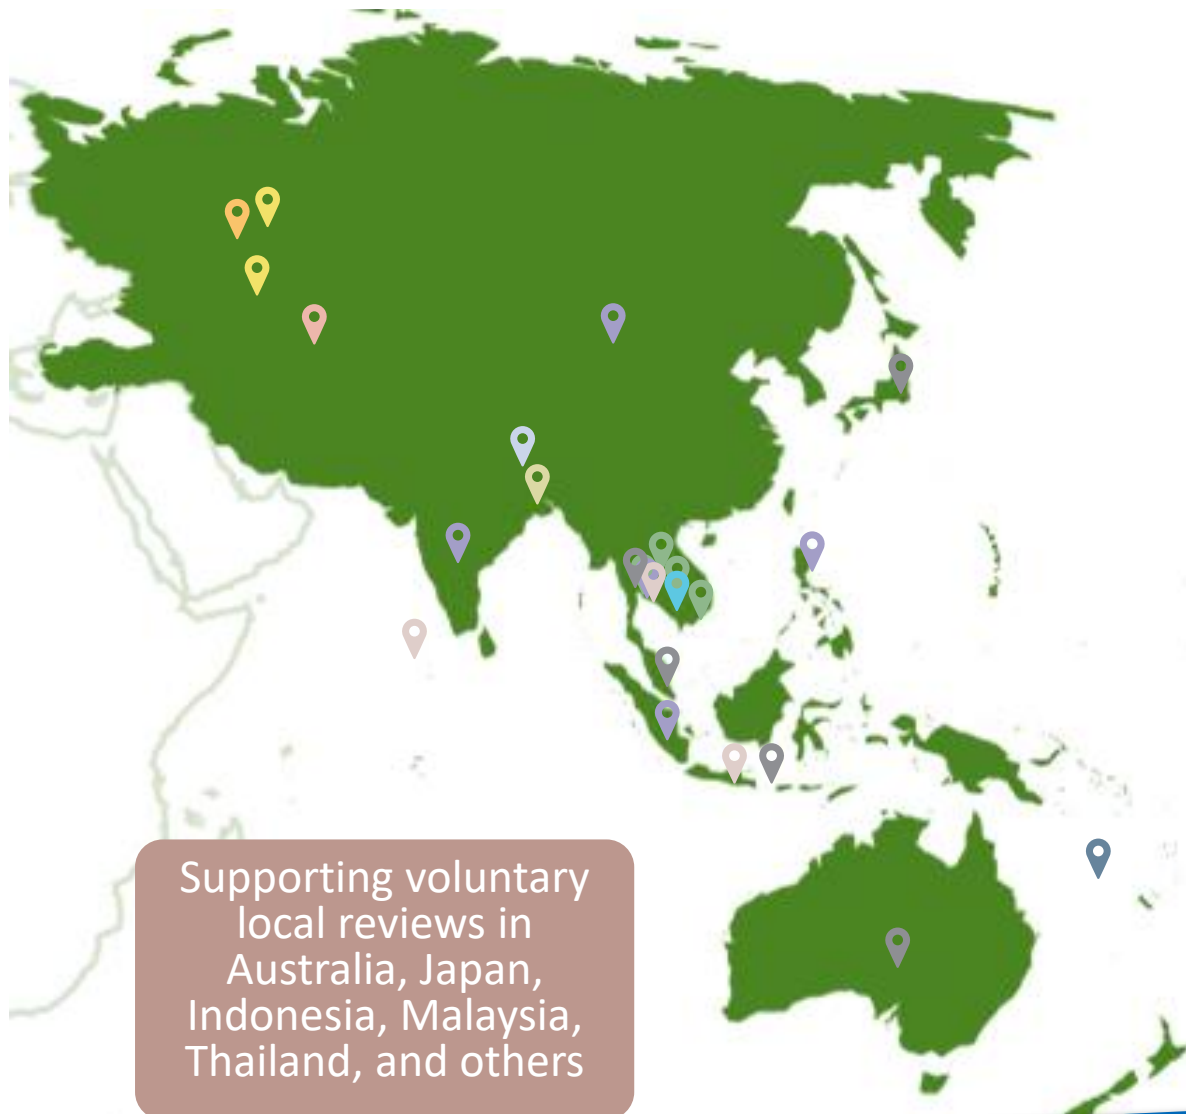 Supporting voluntary
local reviews in
Australia, Japan,
Indonesia, Malaysia,
Thailand, and others